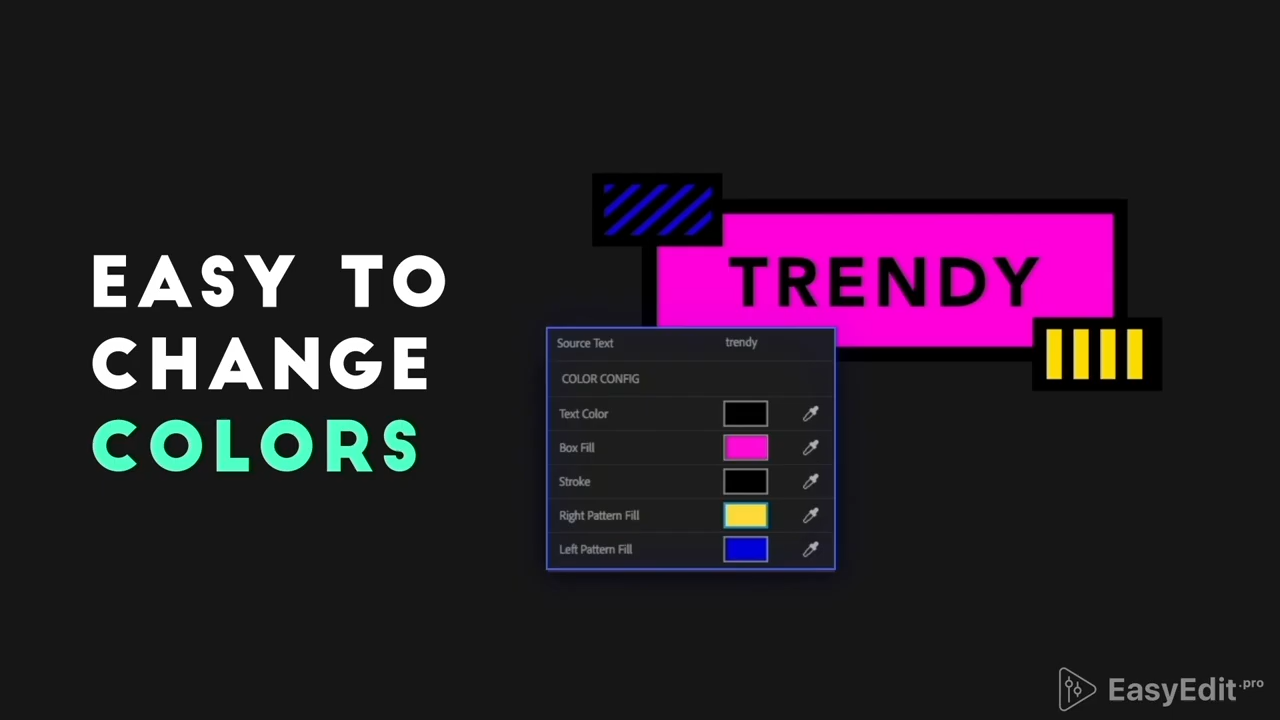 EASY TO
CHANGE
COLORS
TRENDY
Source Text trendy
COLOR CONFIG
Text Color
Box Fill
Stroke
Right Pattern Fill
Left Pattern Fill
EasyEdit.pro